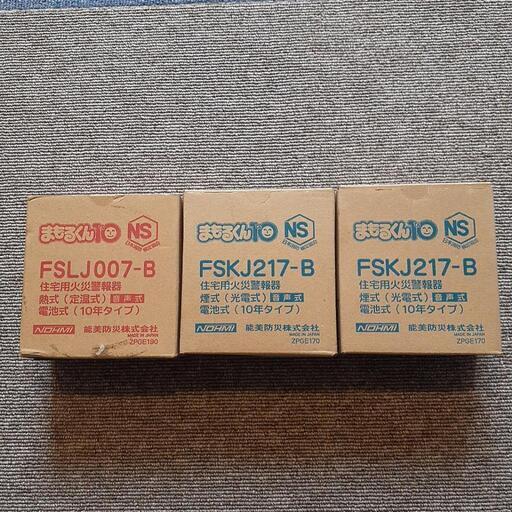 まもるくん10 NS
FSLJ007-B
住宅用火災警報器
熱式（定温式）音声式
電池式（10年タイプ）
NOHMI 能美防災株式会社
MADE IN JAPAN
ZPGE190
まもるくん10 NS
FSKJ217-B
住宅用火災警報器
煙式（光電式）音声式
電池式（10年タイプ）
NOHMI 能美防災株式会社
MADE IN JAPAN
ZPGE170
まもるくん10 NS
FSKJ217-B
住宅用火災警報器
煙式（光電式）音声式
電池式（10年タイプ）
NOHMI 能美防災株式会社
MADE IN JAPAN
ZPGE170